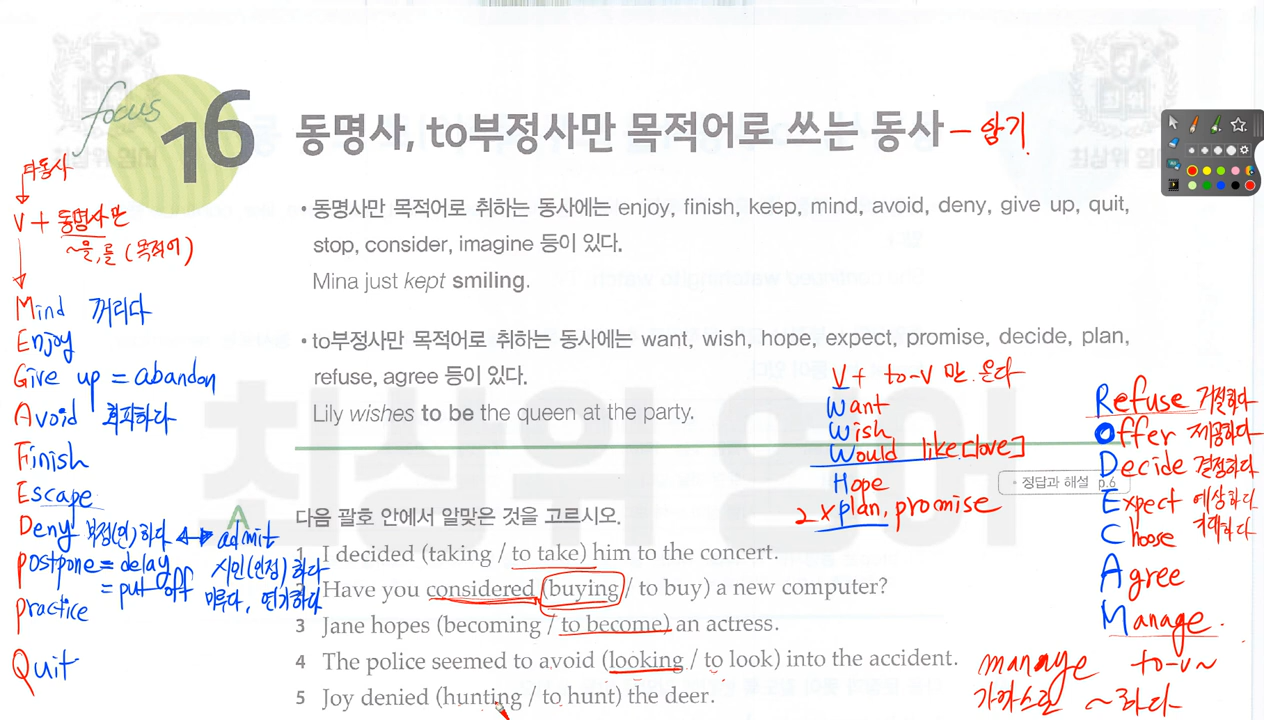 focus
16
동명사, to부정사만 목적어로 쓰는 동사 - 암기
타동사
V + 동명사만
~을,를 (목적어)
• 동명사만 목적어로 취하는 동사에는 enjoy, finish, keep, mind, avoid, deny, give up, quit,
stop, consider, imagine 등이 있다.
Mina just kept smiling.
• to부정사만 목적어로 취하는 동사에는 want, wish, hope, expect, promise, decide, plan,
refuse, agree 등이 있다.
Lily wishes to be the queen at the party.
Mind 꺼리다
Enjoy
Give up = abandon
Avoid 회피하다
Finish
Escape
Deny 부정(인)하다 ↔ admit
시인(인정)하다
postpone = delay
= put off 미루다, 연기하다
practice
Quit
V + to-V 만 온다
Want
Wish
Would like [love]
Hope
2 x plan, promise
Refuse 거절하다
Offer 제공하다
Decide 결정하다
Expect 예상하다
기대하다
Choose
Agree
Manage
manage to-v~
가까스로 ~하다
• 정답과 해설 p.6
A
다음 괄호 안에서 알맞은 것을 고르시오.
1 I decided (taking / to take) him to the concert.
2 Have you considered (buying / to buy) a new computer?
3 Jane hopes (becoming / to become) an actress.
4 The police seemed to avoid (looking / to look) into the accident.
5 Joy denied (hunting / to hunt) the deer.
최상위 영어